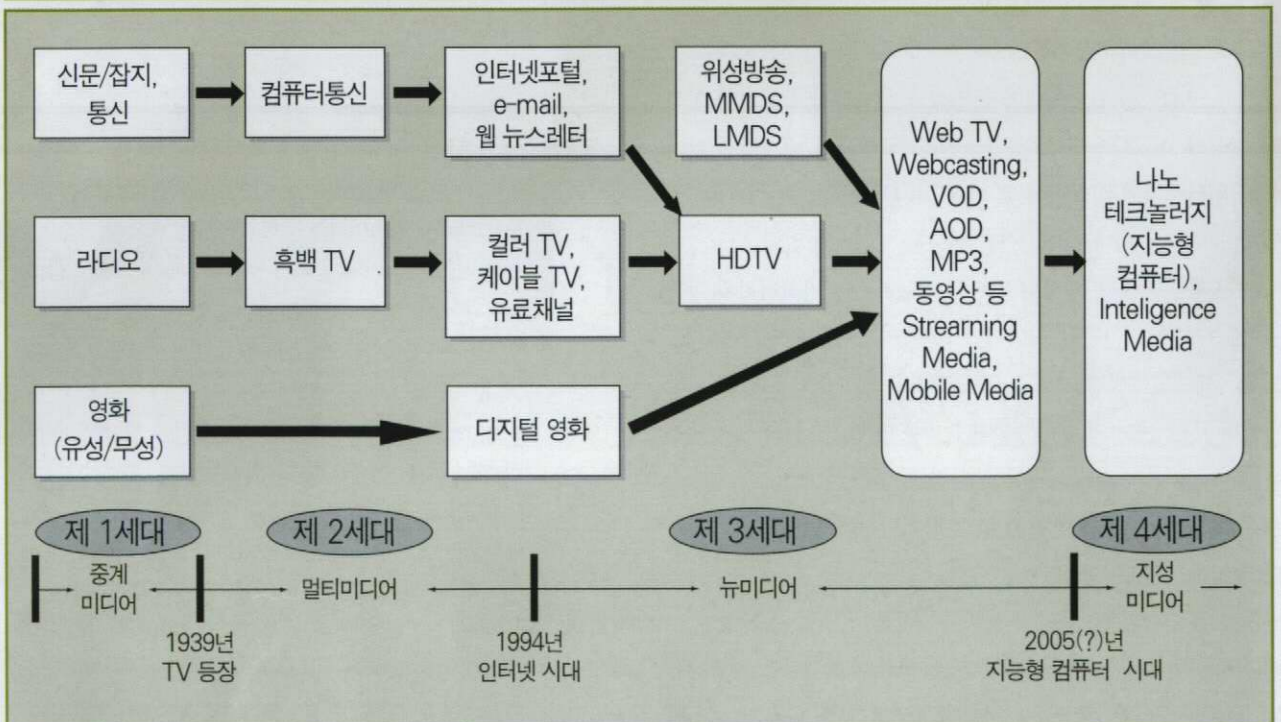 신문/잡지,
통신
컴퓨터통신
인터넷포털,
e-mail,
웹 뉴스레터
위성방송,
MMDS,
LMDS
라디오
흑백 TV
컬러 TV,
케이블 TV,
유료채널
HDTV
영화
(유성/무성)
디지털 영화
Web TV,
Webcasting,
VOD,
AOD,
MP3,
동영상 등
Strearning
Media,
Mobile Media
나노
테크놀러지
(지능형
컴퓨터),
Inteligence
Media
제 1세대
제 2세대
제 3세대
제 4세대
중계
미디어
멀티미디어
뉴미디어
지성
미디어
1939년
TV 등장
1994년
인터넷 시대
2005(?)년
지능형 컴퓨터 시대